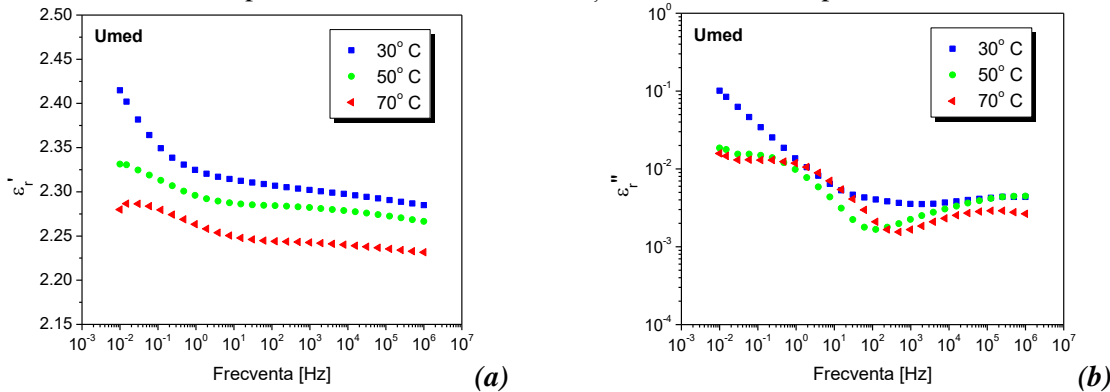 Umed
30° C
50° C
70° C
2.50
2.45
2.40
2.35
2.30
2.25
2.20
2.15
εr'
10^-3 10^-2 10^-1 10^0 10^1 10^2 10^3 10^4 10^5 10^6 10^7
Frecventa [Hz]
(a)
Umed
30° C
50° C
70° C
10^0
10^-1
10^-2
10^-3
10^-4
εr''
10^-3 10^-2 10^-1 10^0 10^1 10^2 10^3 10^4 10^5 10^6 10^7
Frecventa [Hz]
(b)